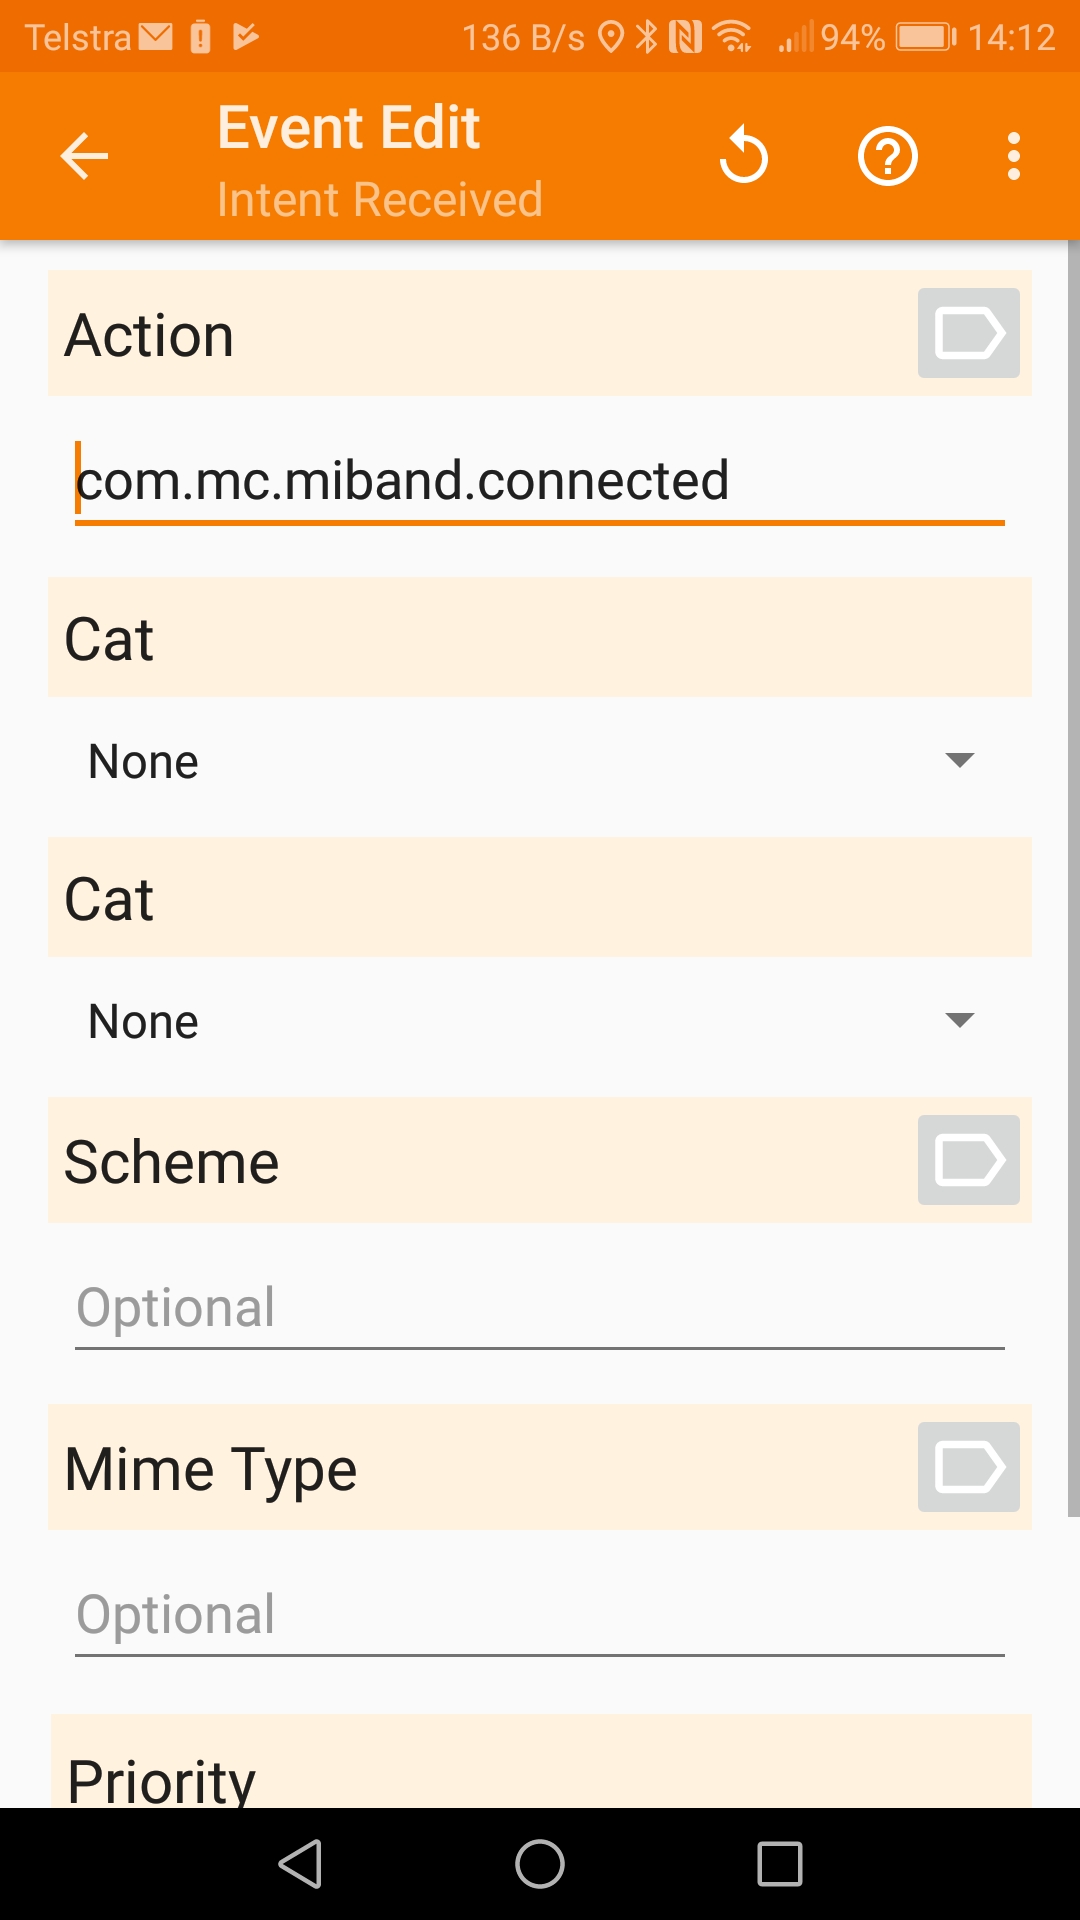 Telstra 136 B/s 94% 14:12
Event Edit
Intent Received
Action
com.mc.miband.connected
Cat
None
Cat
None
Scheme
Optional
Mime Type
Optional
Priority